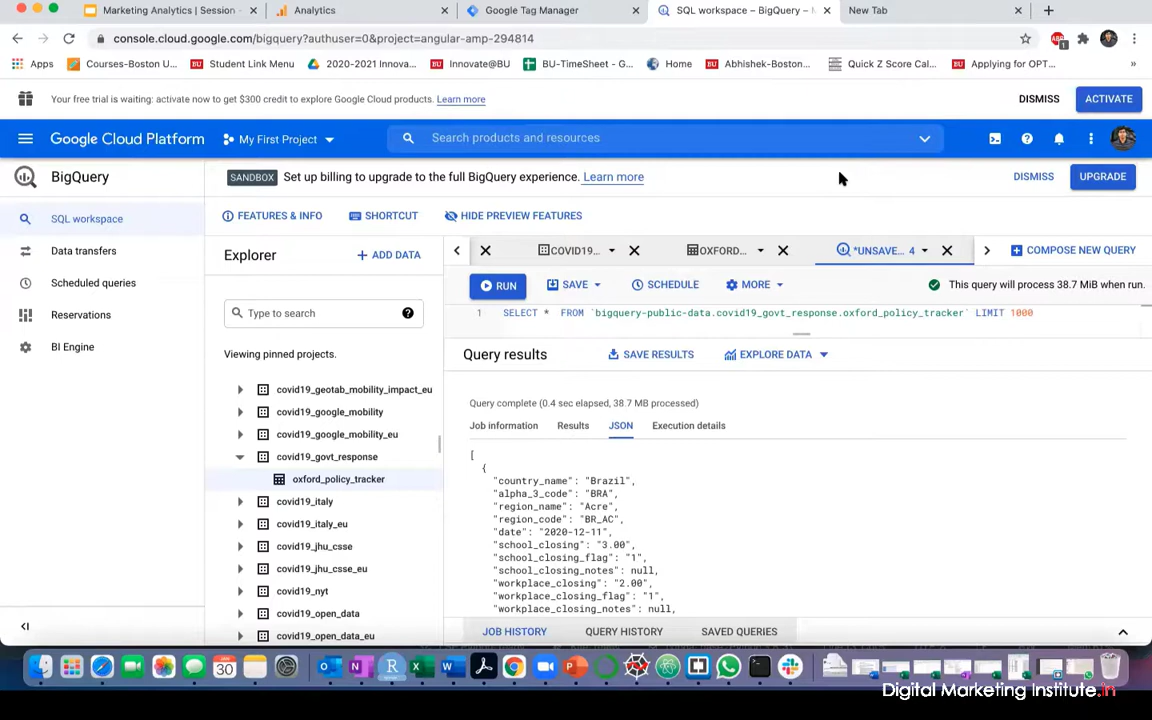 Marketing Analytics | Session -
Analytics
Google Tag Manager
SQL workspace – BigQuery –
New Tab
console.cloud.google.com/bigquery?authuser=0&project=angular-amp-294814
Apps
Courses-Boston U...
Student Link Menu
2020-2021 Innova...
Innovate@BU
BU-TimeSheet - G...
Home
Abhishek-Boston...
Quick Z Score Cal...
Applying for OPT...
Your free trial is waiting: activate now to get $300 credit to explore Google Cloud products. Learn more
DISMISS
ACTIVATE
Google Cloud Platform
My First Project
Search products and resources
BigQuery
SANDBOX Set up billing to upgrade to the full BigQuery experience. Learn more
DISMISS
UPGRADE
SQL workspace
Data transfers
Scheduled queries
Reservations
BI Engine
FEATURES & INFO
SHORTCUT
HIDE PREVIEW FEATURES
Explorer
+ ADD DATA
Type to search
Viewing pinned projects.
covid19_geotab_mobility_impact_eu
covid19_google_mobility
covid19_google_mobility_eu
covid19_govt_response
oxford_policy_tracker
covid19_italy
covid19_italy_eu
covid19_jhu_csse
covid19_jhu_csse_eu
covid19_nyt
covid19_open_data
covid19_open_data_eu
COVID19...
OXFORD...
*UNSAVE... 4
COMPOSE NEW QUERY
RUN
SAVE
SCHEDULE
MORE
This query will process 38.7 MiB when run.
1 SELECT * FROM `bigquery-public-data.covid19_govt_response.oxford_policy_tracker` LIMIT 1000
Query results
SAVE RESULTS
EXPLORE DATA
Query complete (0.4 sec elapsed, 38.7 MB processed)
Job information
Results
JSON
Execution details
[
{
"country_name": "Brazil",
"alpha_3_code": "BRA",
"region_name": "Acre",
"region_code": "BR_AC",
"date": "2020-12-11",
"school_closing": "3.00",
"school_closing_flag": "1",
"school_closing_notes": null,
"workplace_closing": "2.00",
"workplace_closing_flag": "1",
"workplace_closing_notes": null,
JOB HISTORY
QUERY HISTORY
SAVED QUERIES
Digital Marketing Institute.in